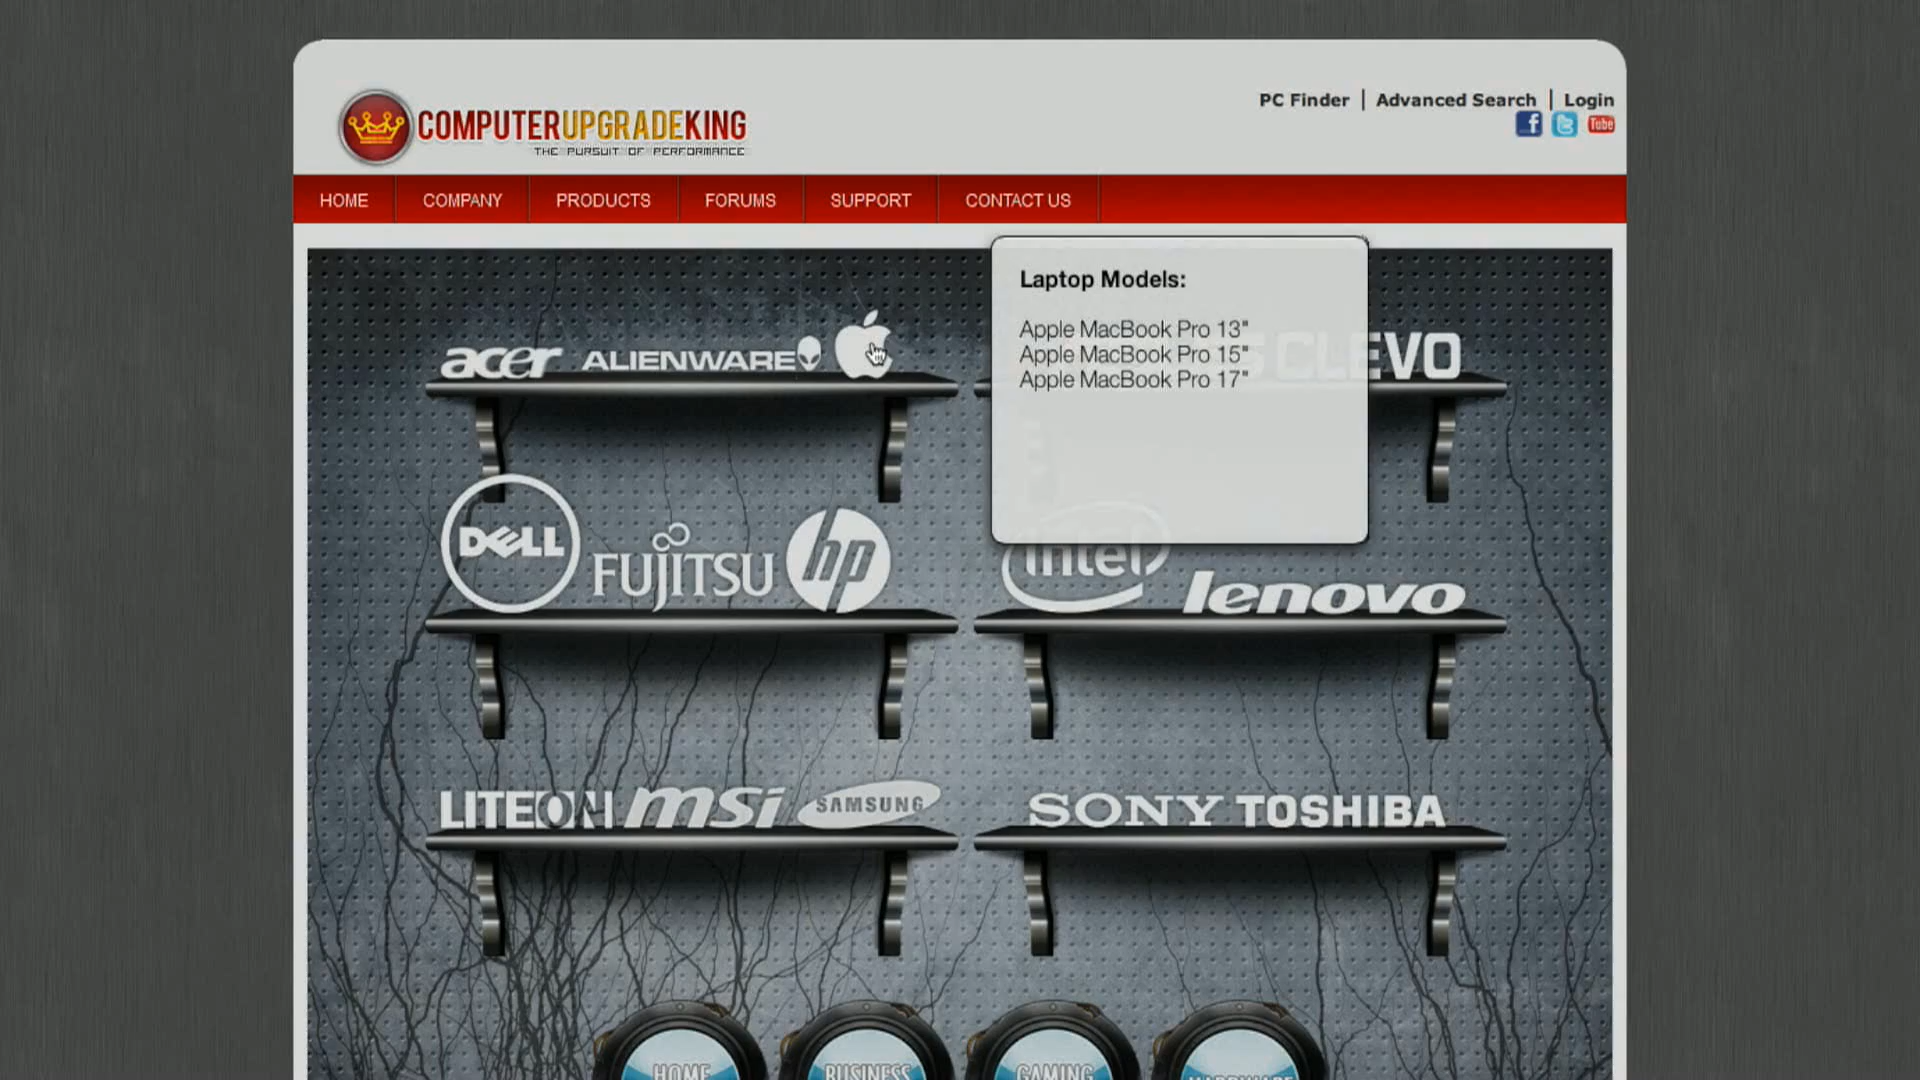 PC Finder | Advanced Search | Login
COMPUTERUPGRADEKING
THE PURSUIT OF PERFORMANCE
f
Tube
HOME COMPANY PRODUCTS FORUMS SUPPORT CONTACT US
Laptop Models:
Apple MacBook Pro 13"
Apple MacBook Pro 15"
Apple MacBook Pro 17"
acer ALIENWARE CLEVO
DELL FUJITSU hp intel lenovo
LITEON msi SAMSUNG SONY TOSHIBA
HOME BUSINESS GAMING HARDWARE